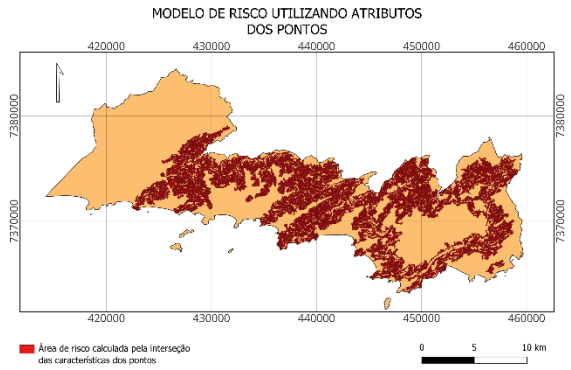 MODELO DE RISCO UTILIZANDO ATRIBUTOS
DOS PONTOS
420000 430000 440000 450000 460000
7380000 7380000
7370000 7370000
420000 430000 440000 450000 460000
Área de risco calculada pela interseção
das características dos pontos
0 5 10 km